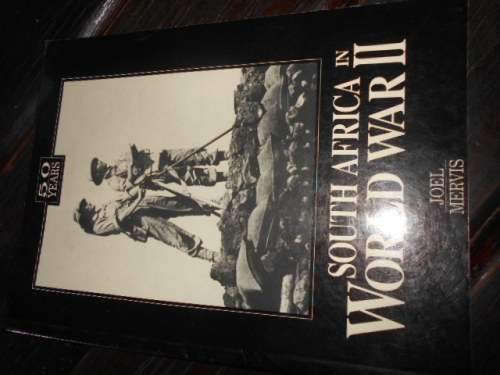 50
YEARS
SOUTH AFRICA IN
WORLD WAR II
JOEL
MERVIS